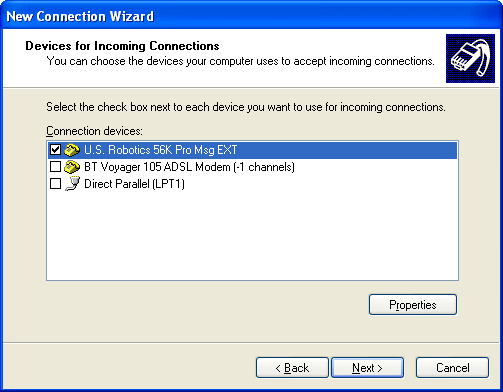 New Connection Wizard
Devices for Incoming Connections
You can choose the devices your computer uses to accept incoming connections.
Select the check box next to each device you want to use for incoming connections.
Connection devices:
U.S. Robotics 56K Pro Msg EXT
BT Voyager 105 ADSL Modem (-1 channels)
Direct Parallel (LPT1)
Properties
< Back
Next >
Cancel